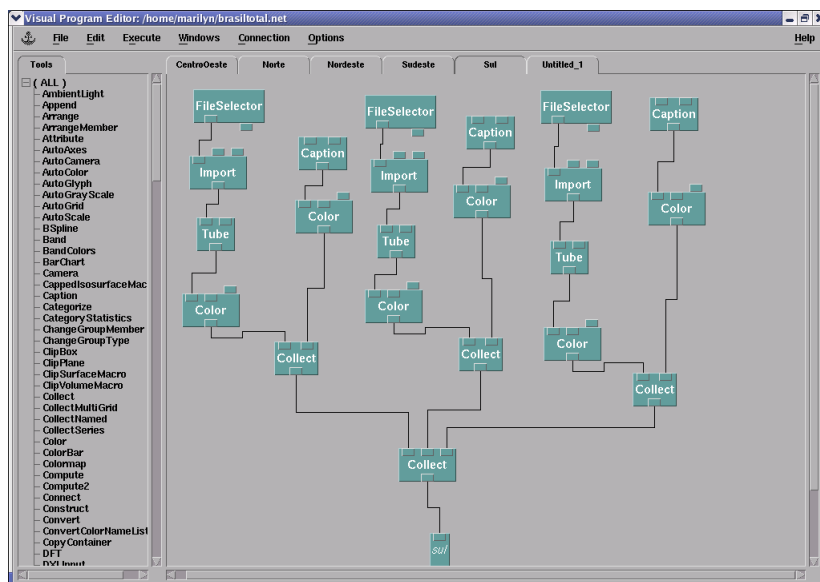 Visual Program Editor: /home/marilyn/brasiltotal.net
File Edit Execute Windows Connection Options Help
Tools
CentroOeste Norte Nordeste Sudeste Sul Untitled_1
( ALL )
AmbientLight
Append
Arrange
ArrangeMember
Attribute
AutoAxes
AutoCamera
AutoColor
AutoGlyph
AutoGrayScale
AutoGrid
AutoScale
BSpline
Band
BandColors
BarChart
Camera
CappedIsosurfaceMac
Caption
Categorize
CategoryStatistics
ChangeGroupMember
ChangeGroupType
ClipBox
ClipPlane
ClipSurfaceMacro
ClipVolumeMacro
Collect
CollectMultiGrid
CollectNamed
CollectSeries
Color
ColorBar
Colormap
Compute
Compute2
Connect
Construct
Convert
ConvertColorNameList
CopyContainer
DFT
DXLInput
FileSelector
Import
Caption
Color
Tube
Color
Collect
FileSelector
Import
Caption
Color
Tube
Color
Collect
FileSelector
Import
Caption
Color
Tube
Color
Collect
Collect
sul